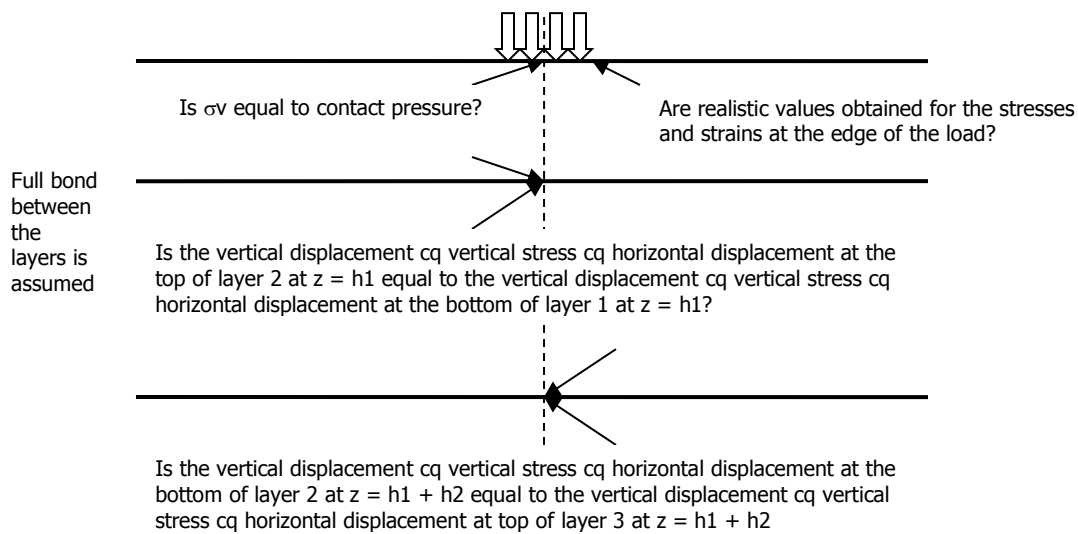 Is σv equal to contact pressure?
Are realistic values obtained for the stresses
and strains at the edge of the load?
Full bond
between
the
layers is
assumed
Is the vertical displacement cq vertical stress cq horizontal displacement at the
top of layer 2 at z = h1 equal to the vertical displacement cq vertical stress cq
horizontal displacement at the bottom of layer 1 at z = h1?
Is the vertical displacement cq vertical stress cq horizontal displacement at the
bottom of layer 2 at z = h1 + h2 equal to the vertical displacement cq vertical
stress cq horizontal displacement at top of layer 3 at z = h1 + h2